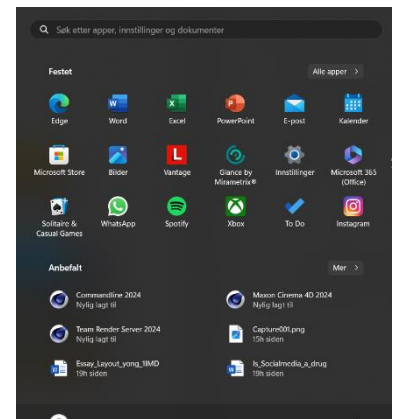 Søk etter apper, innstillinger og dokumenter
Festet
Alle apper >
Edge
Word
Excel
PowerPoint
E-post
Kalender
Microsoft Store
Bilder
Vantage
Glance by
Mirametrix®
Innstillinger
Microsoft 365
(Office)
Solitaire &
Casual Games
WhatsApp
Spotify
Xbox
To Do
Instagram
Anbefalt
Mer >
Commandline 2024
Nylig lagt til
Maxon Cinema 4D 2024
Nylig lagt til
Team Render Server 2024
Nylig lagt til
Capture001.png
15h siden
Essay_Layout_yong_1IMD
19h siden
Is_Socialmedia_a_drug
19h siden